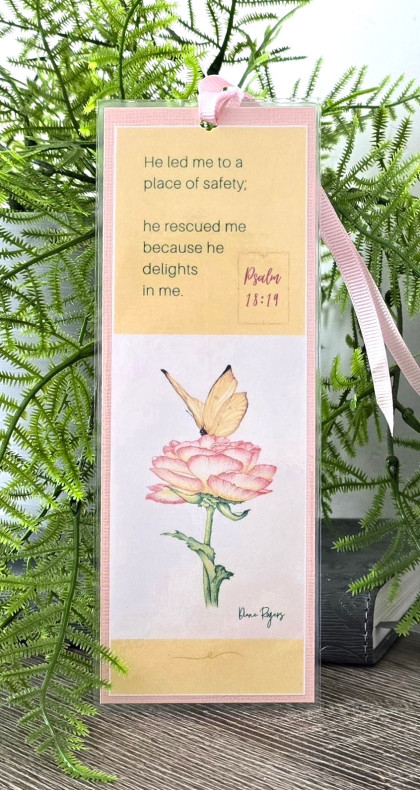 He led me to a
place of safety;
he rescued me
because he
delights
in me.
Psalm
18:19
Diane Rogers